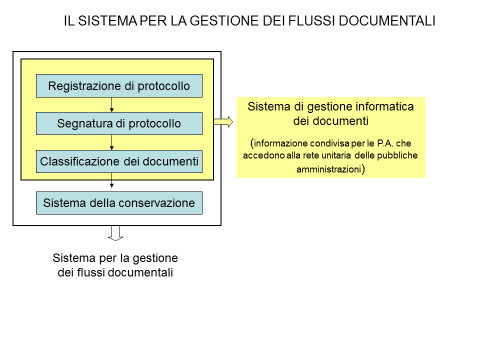 IL SISTEMA PER LA GESTIONE DEI FLUSSI DOCUMENTALI
Registrazione di protocollo
Segnatura di protocollo
Classificazione dei documenti
Sistema della conservazione
Sistema di gestione informatica
dei documenti
(informazione condivisa per le P.A. che
accedono alla rete unitaria delle pubbliche
amministrazioni)
Sistema per la gestione
dei flussi documentali